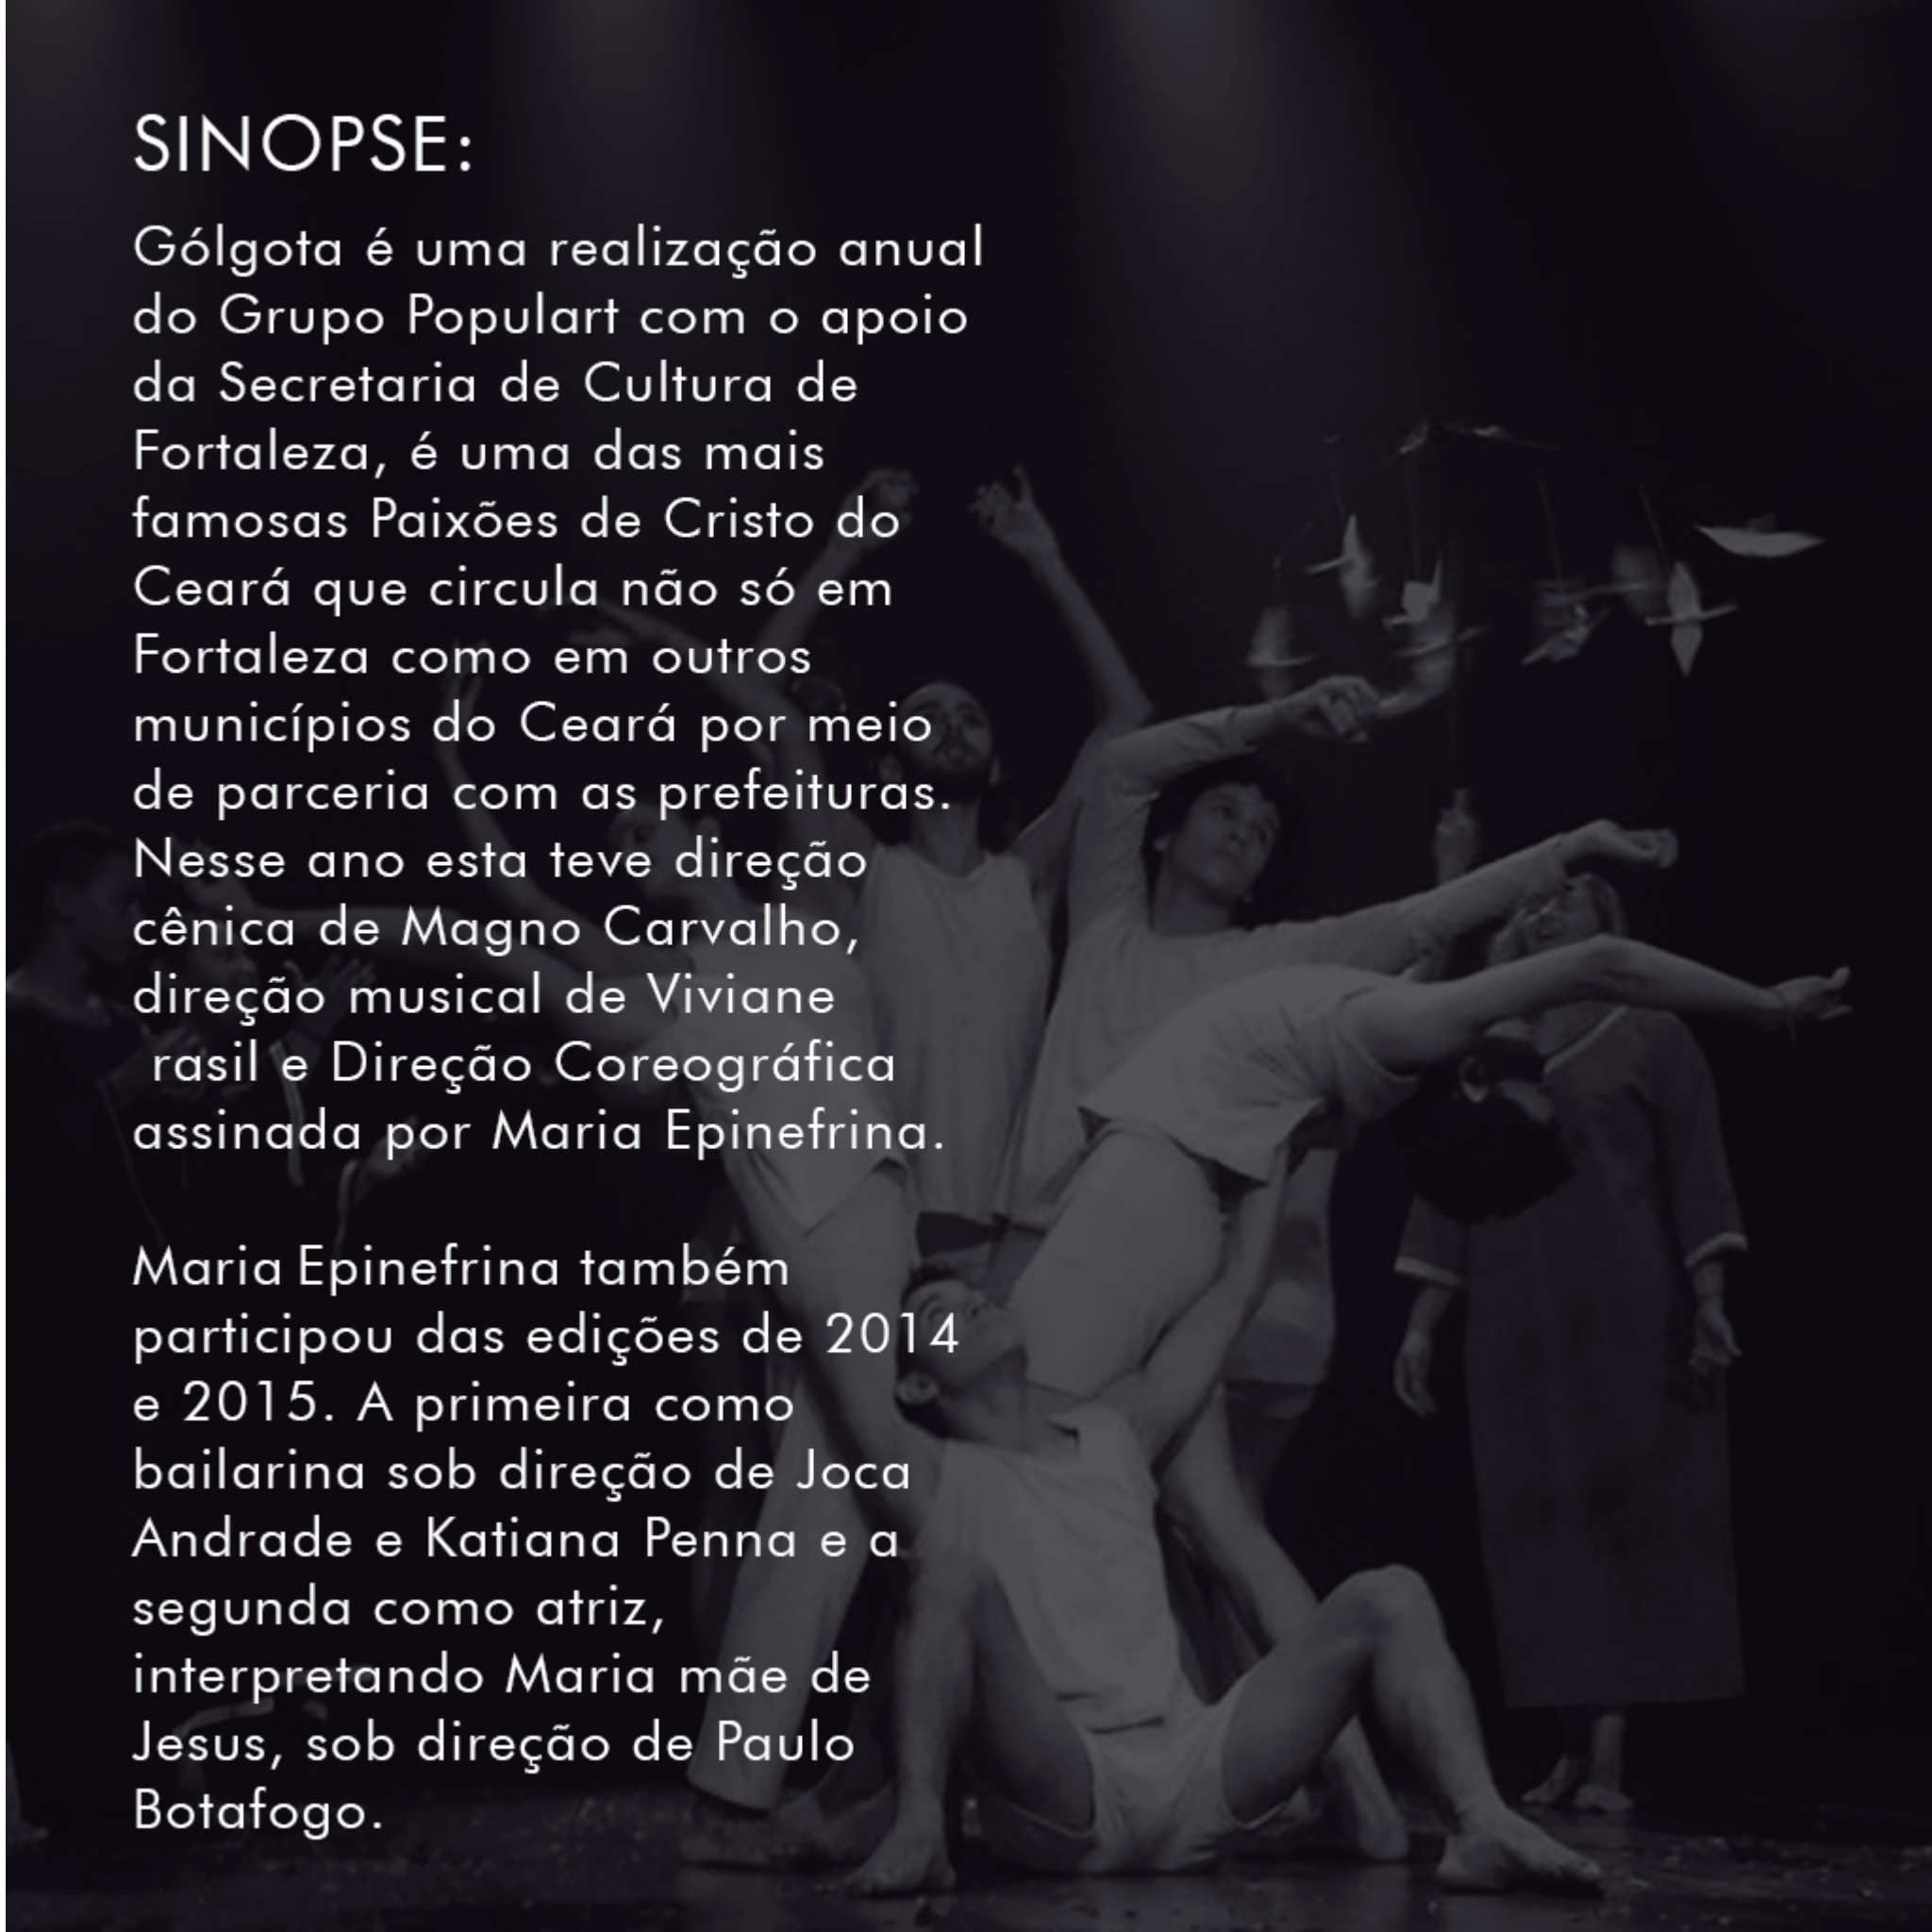 SINOPSE:
Gólgota é uma realização anual
do Grupo Populart com o apoio
da Secretaria de Cultura de
Fortaleza, é uma das mais
famosas Paixões de Cristo do
Ceará que circula não só em
Fortaleza como em outros
municípios do Ceará por meio
de parceria com as prefeituras.
Nesse ano esta teve direção
cênica de Magno Carvalho,
direção musical de Viviane
rasil e Direção Coreográfica
assinada por Maria Epinefrina.
Maria Epinefrina também
participou das edições de 2014
e 2015. A primeira como
bailarina sob direção de Joca
Andrade e Katiana Penna e a
segunda como atriz,
interpretando Maria mãe de
Jesus, sob direção de Paulo
Botafogo.